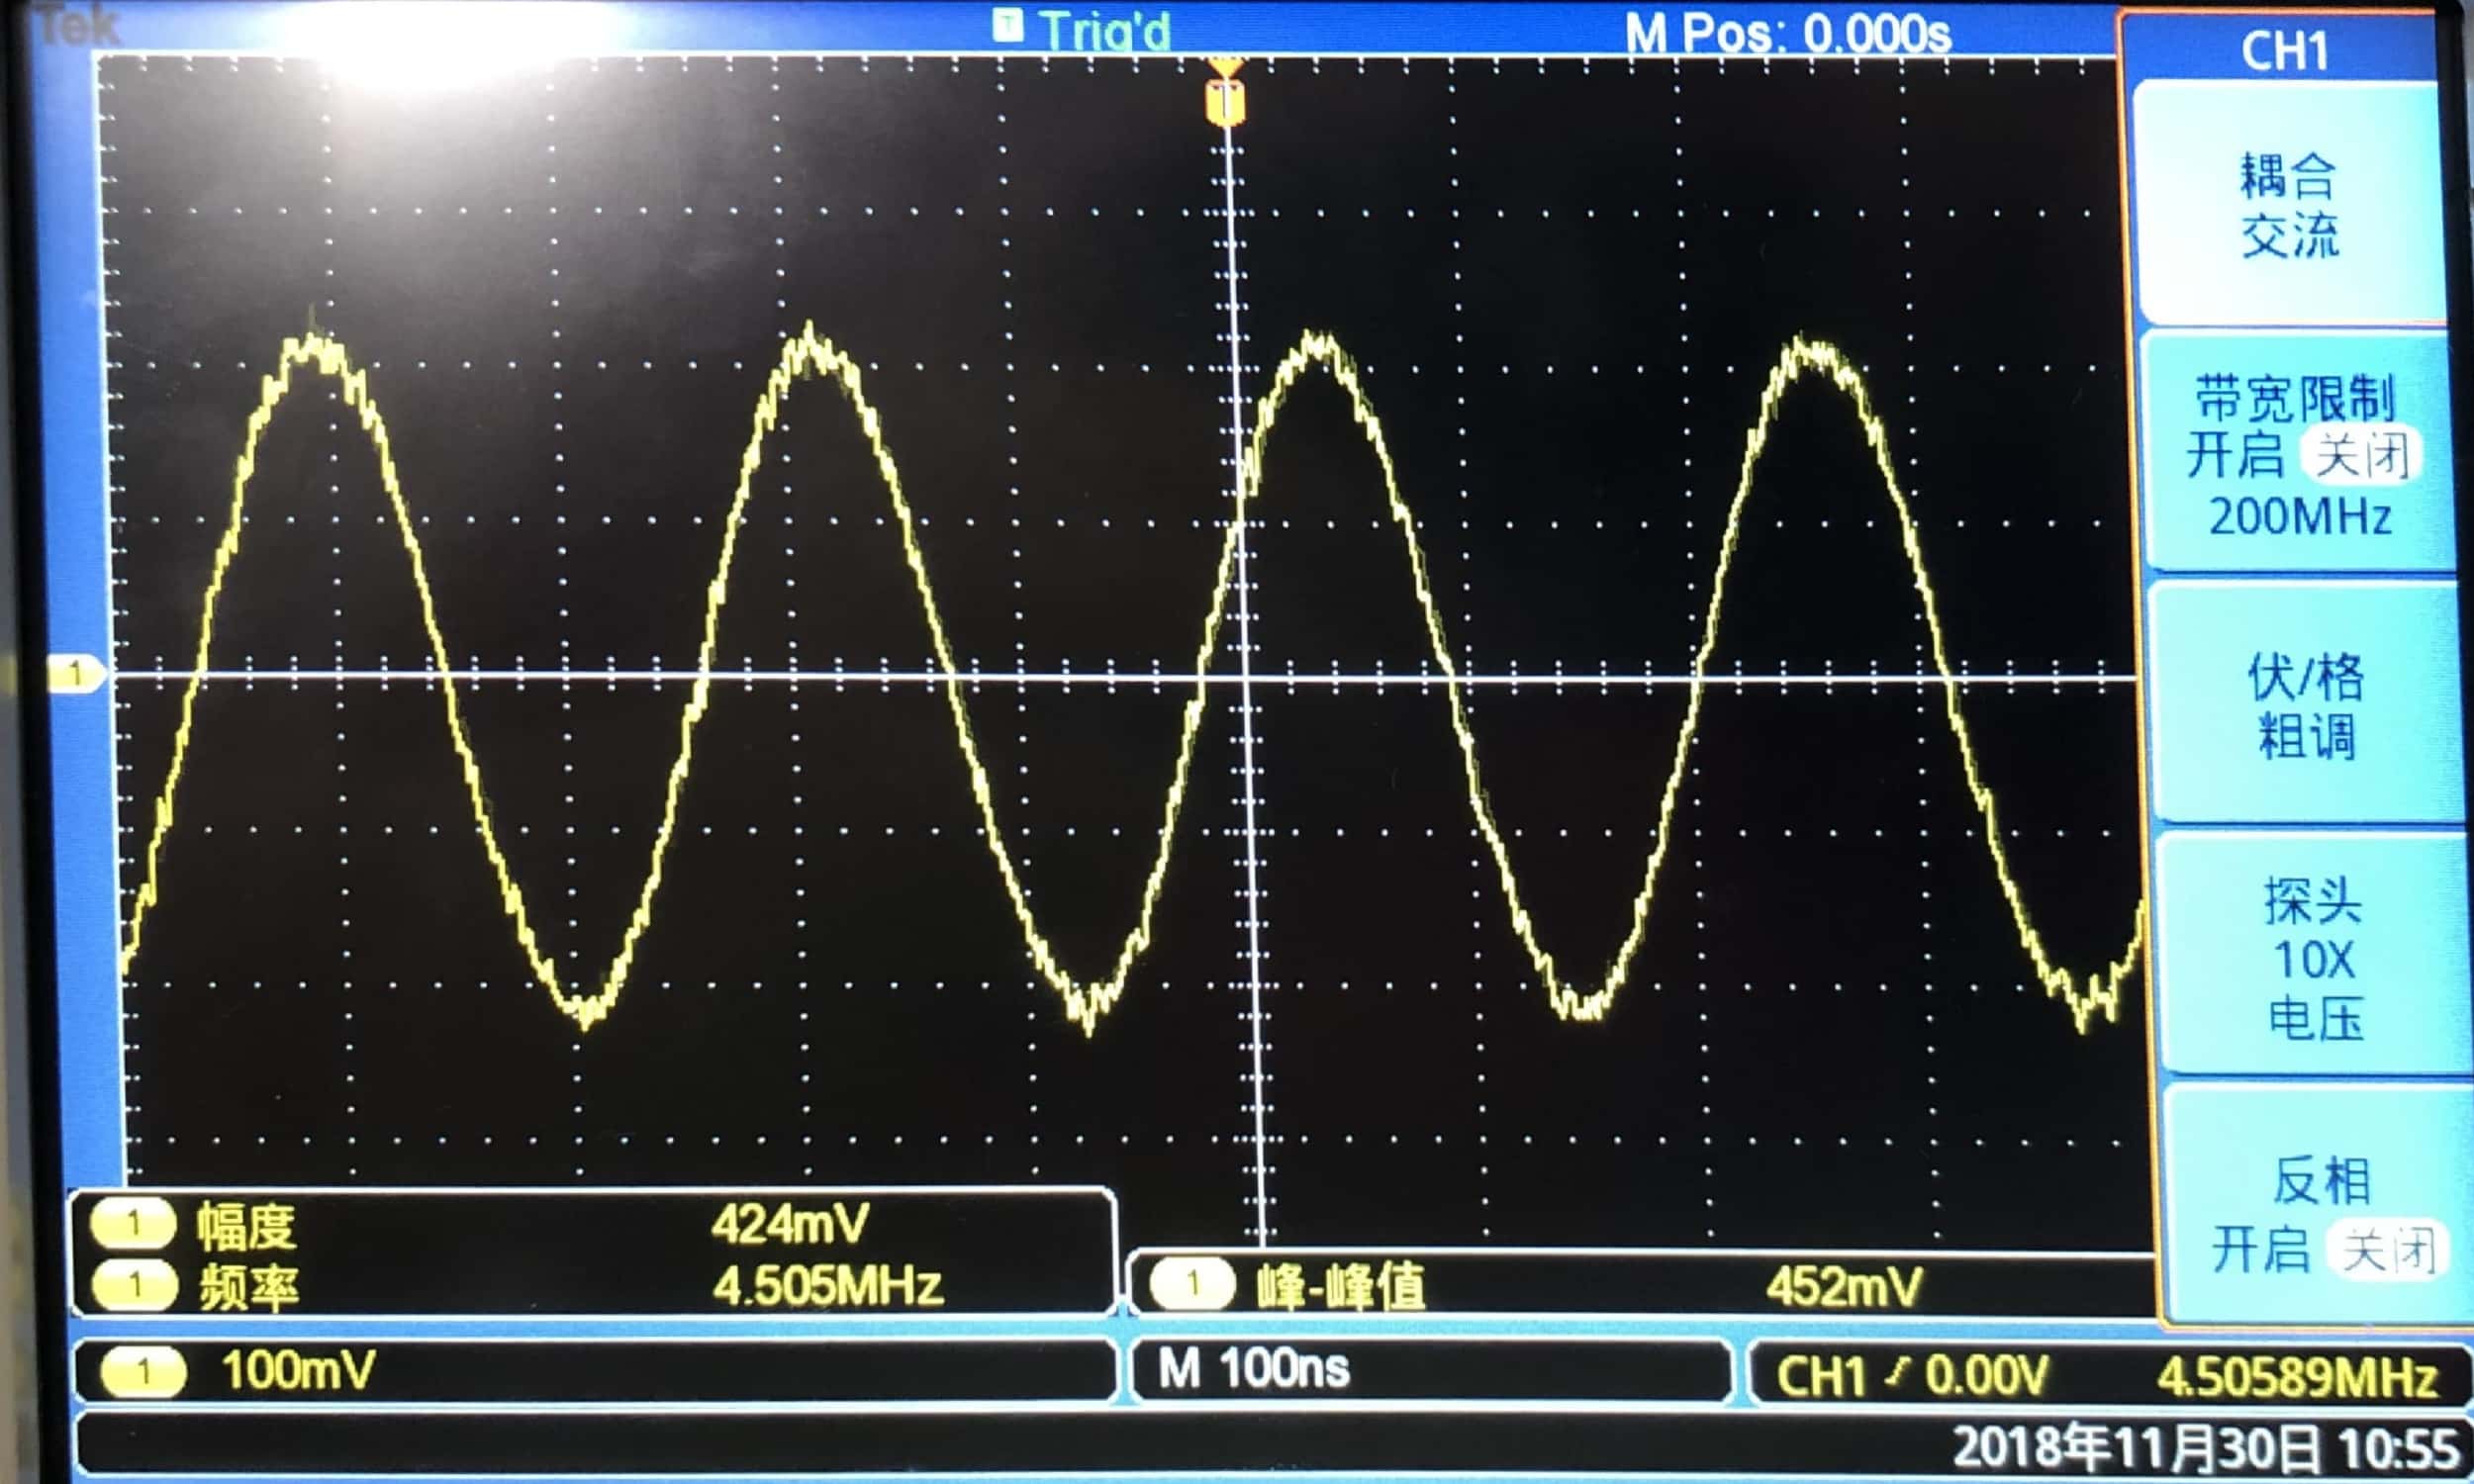 Tek
T Trig'd
M Pos: 0.000s
CH1
T
耦合
交流
带宽限制
开启 关闭
200MHz
伏/格
粗调
探头
10X
电压
反相
开启 关闭
1
1 幅度 424mV
1 频率 4.505MHz
1 峰-峰值 452mV
1 100mV
M 100ns
CH1 0.00V 4.50589MHz
2018年11月30日 10:55